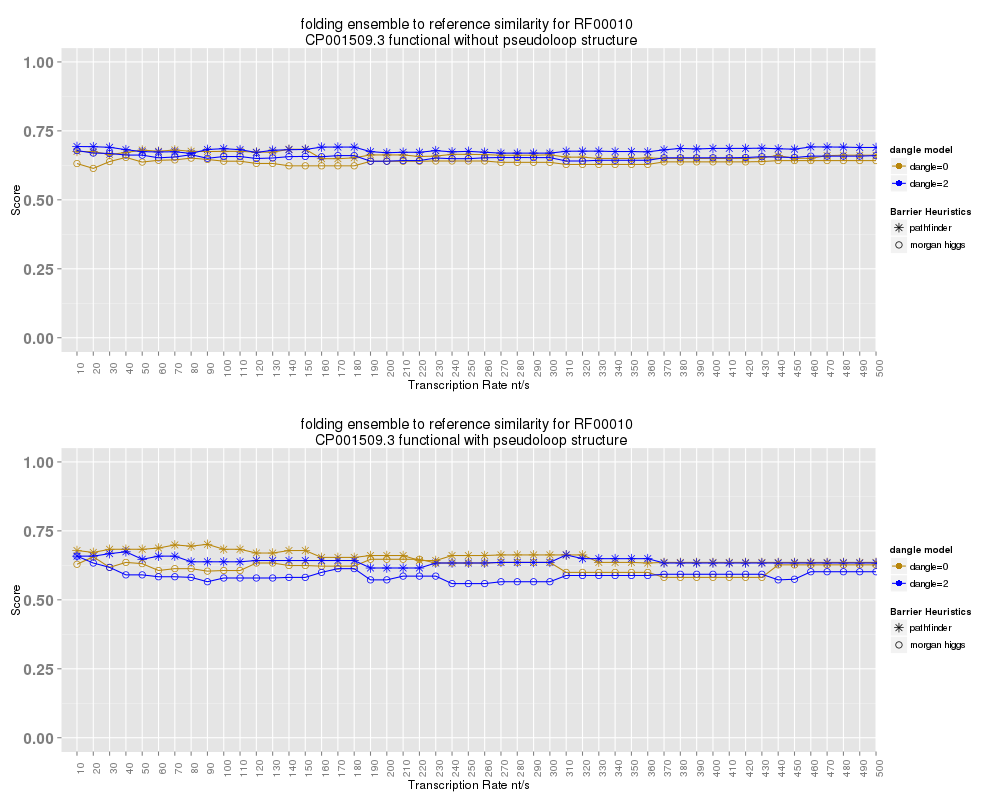 folding ensemble to reference similarity for RF00010
CP001509.3 functional without pseudoloop structure
1.00
0.75
0.50
0.25
0.00
Score
10 20 30 40 50 60 70 80 90 100 110 120 130 140 150 160 170 180 190 200 210 220 230 240 250 260 270 280 290 300 310 320 330 340 350 360 370 380 390 400 410 420 430 440 450 460 470 480 490 500
Transcription Rate nt/s
dangle model
dangle=0
dangle=2
Barrier Heuristics
pathfinder
morgan higgs
folding ensemble to reference similarity for RF00010
CP001509.3 functional with pseudoloop structure
1.00
0.75
0.50
0.25
0.00
Score
10 20 30 40 50 60 70 80 90 100 110 120 130 140 150 160 170 180 190 200 210 220 230 240 250 260 270 280 290 300 310 320 330 340 350 360 370 380 390 400 410 420 430 440 450 460 470 480 490 500
Transcription Rate nt/s
dangle model
dangle=0
dangle=2
Barrier Heuristics
pathfinder
morgan higgs